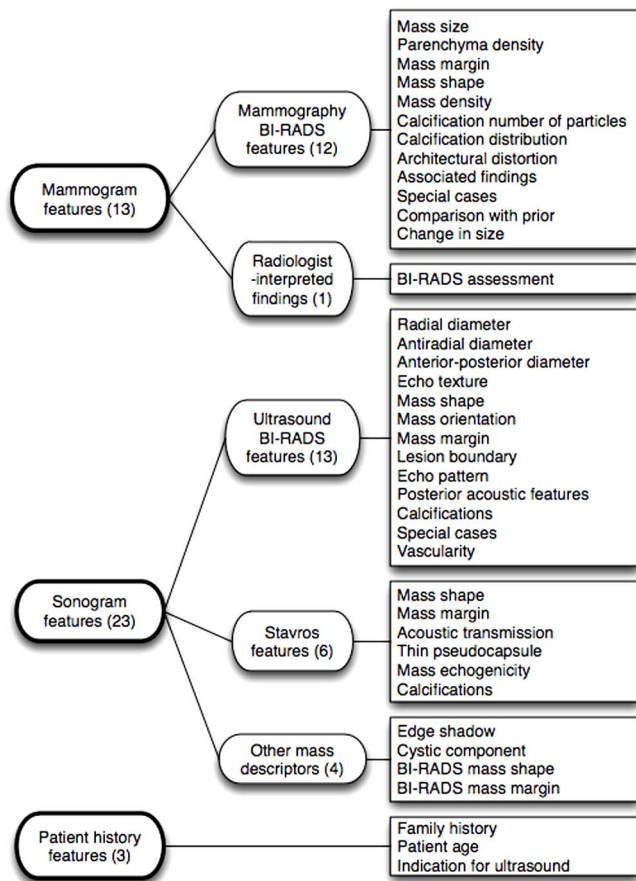 Mammogram
features (13)
Mammography
BI-RADS
features (12)
Mass size
Parenchyma density
Mass margin
Mass shape
Mass density
Calcification number of particles
Calcification distribution
Architectural distortion
Associated findings
Special cases
Comparison with prior
Change in size
Radiologist
-interpreted
findings (1)
BI-RADS assessment
Sonogram
features (23)
Ultrasound
BI-RADS
features (13)
Radial diameter
Antiradial diameter
Anterior-posterior diameter
Echo texture
Mass shape
Mass orientation
Mass margin
Lesion boundary
Echo pattern
Posterior acoustic features
Calcifications
Special cases
Vascularity
Stavros
features (6)
Mass shape
Mass margin
Acoustic transmission
Thin pseudocapsule
Mass echogenicity
Calcifications
Other mass
descriptors (4)
Edge shadow
Cystic component
BI-RADS mass shape
BI-RADS mass margin
Patient history
features (3)
Family history
Patient age
Indication for ultrasound